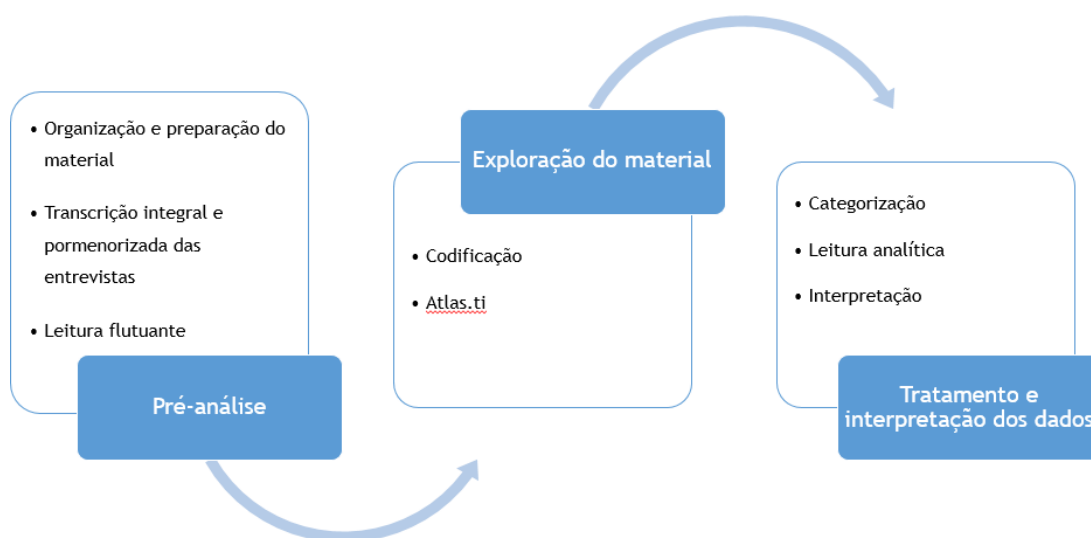 • Organização e preparação do
material
• Transcrição integral e
pormenorizada das
entrevistas
• Leitura flutuante
Pré-análise
Exploração do material
• Codificação
• Atlas.ti
• Categorização
• Leitura analítica
• Interpretação
Tratamento e
interpretação dos dados